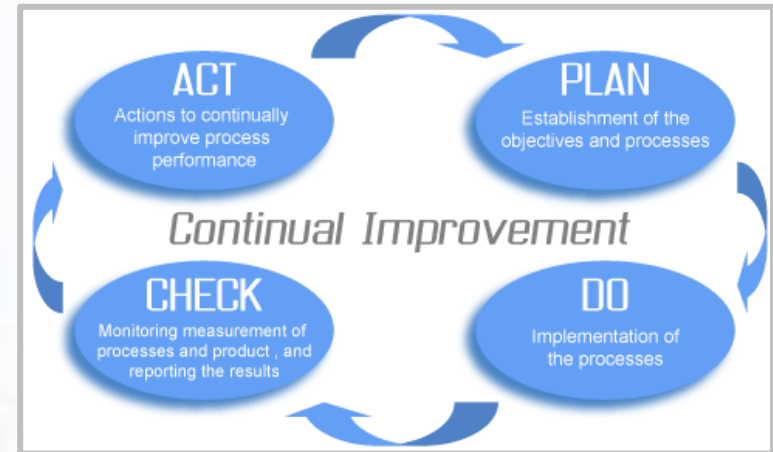 ACT
Actions to continually
improve process
performance
PLAN
Establishment of the
objectives and processes
Continual Improvement
CHECK
Monitoring measurement of
processes and product , and
reporting the results
DO
Implementation of
the processes